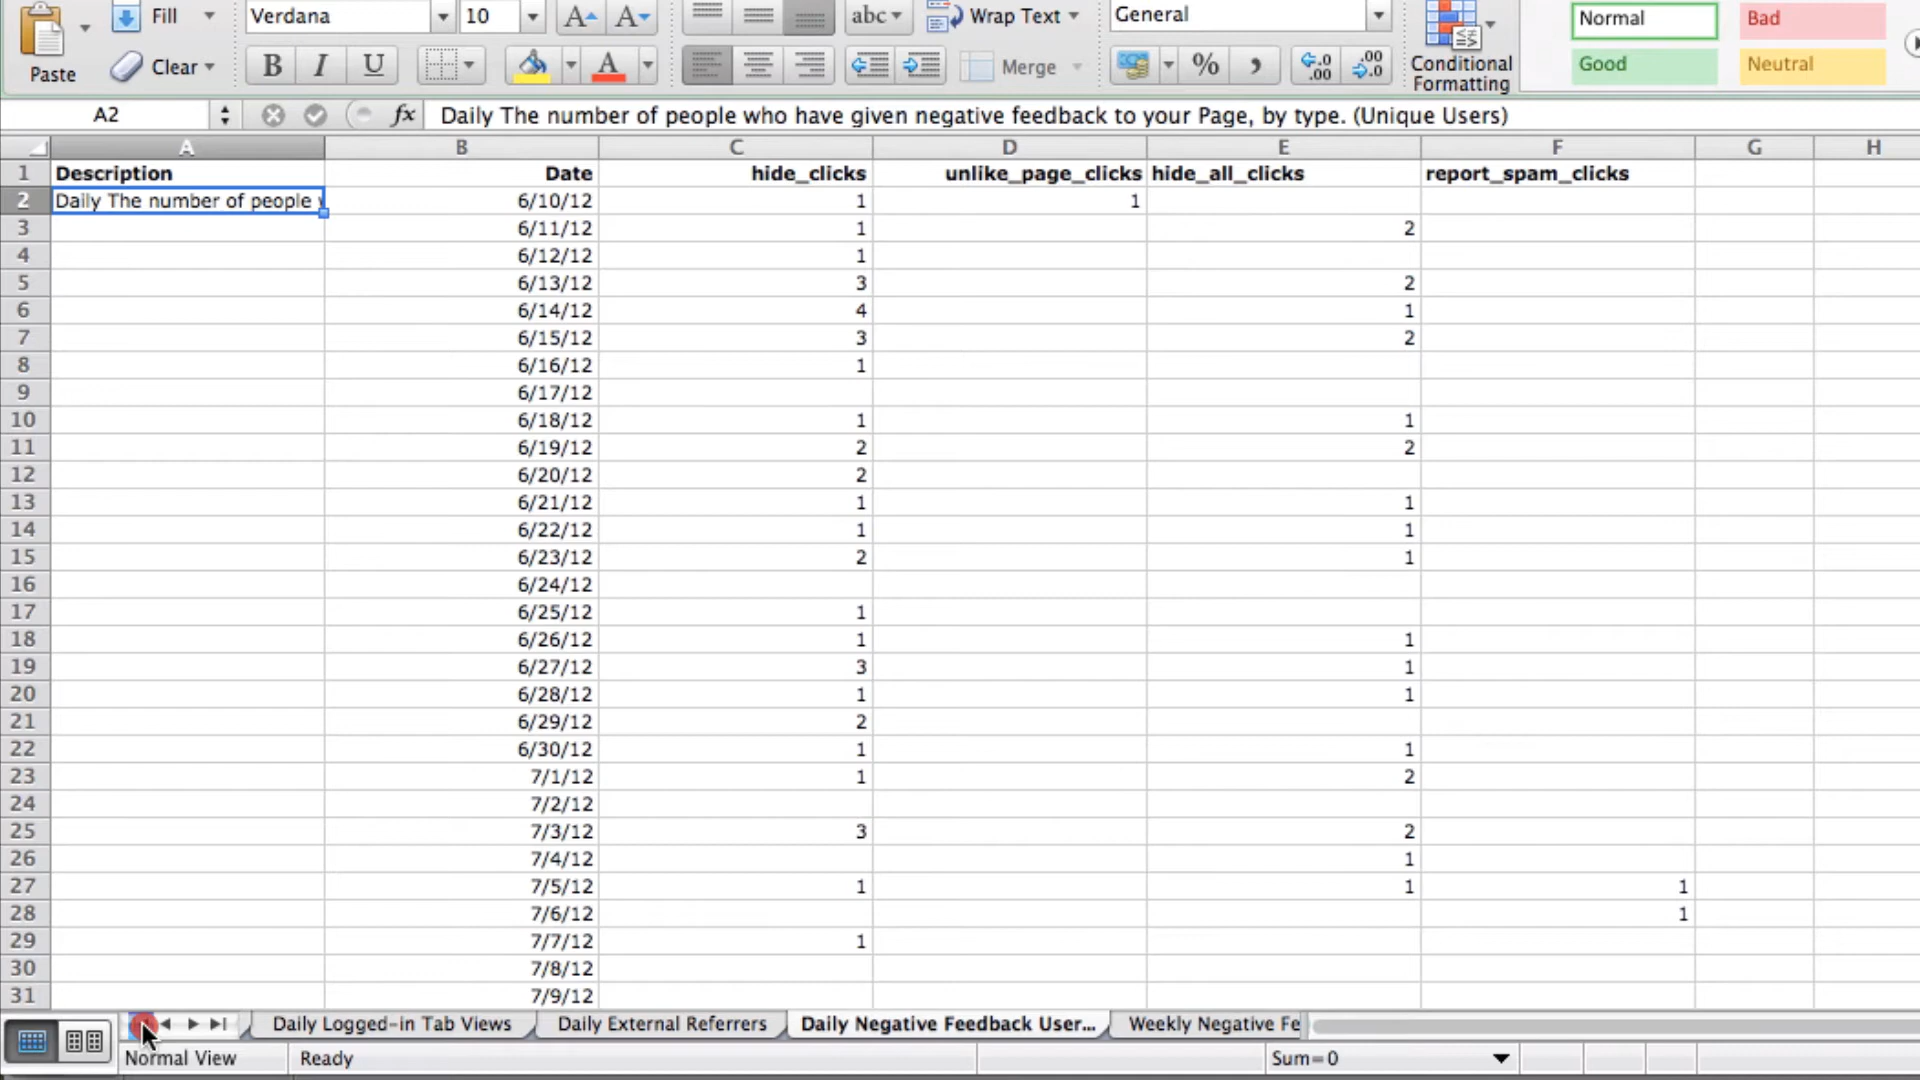 Fill Verdana 10 A A abc Wrap Text General Normal Bad
Paste Clear B I U A Merge % , .0 .00 .00 .0 Conditional Formatting Good Neutral
A2 fx Daily The number of people who have given negative feedback to your Page, by type. (Unique Users)
A B C D E F G H
1 Description Date hide_clicks unlike_page_clicks hide_all_clicks report_spam_clicks
2 Daily The number of people 6/10/12 1 1
3 6/11/12 1 2
4 6/12/12 1
5 6/13/12 3 2
6 6/14/12 4 1
7 6/15/12 3 2
8 6/16/12 1
9 6/17/12
10 6/18/12 1 1
11 6/19/12 2 2
12 6/20/12 2
13 6/21/12 1 1
14 6/22/12 1 1
15 6/23/12 2 1
16 6/24/12
17 6/25/12 1
18 6/26/12 1 1
19 6/27/12 3 1
20 6/28/12 1 1
21 6/29/12 2
22 6/30/12 1 1
23 7/1/12 1 2
24 7/2/12
25 7/3/12 3 2
26 7/4/12 1
27 7/5/12 1 1 1
28 7/6/12 1
29 7/7/12 1
30 7/8/12
31 7/9/12
Daily Logged-in Tab Views Daily External Referrers Daily Negative Feedback User... Weekly Negative Fe
Normal View Ready Sum=0